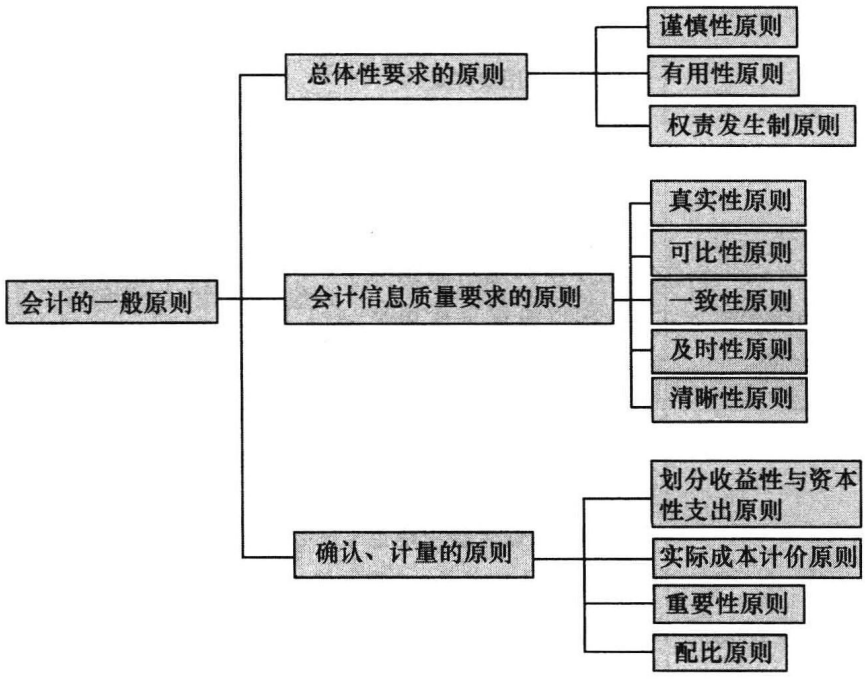 会计的一般原则
总体性要求的原则
谨慎性原则
有用性原则
权责发生制原则
会计信息质量要求的原则
真实性原则
可比性原则
一致性原则
及时性原则
清晰性原则
确认、计量的原则
划分收益性与资本
性支出原则
实际成本计价原则
重要性原则
配比原则